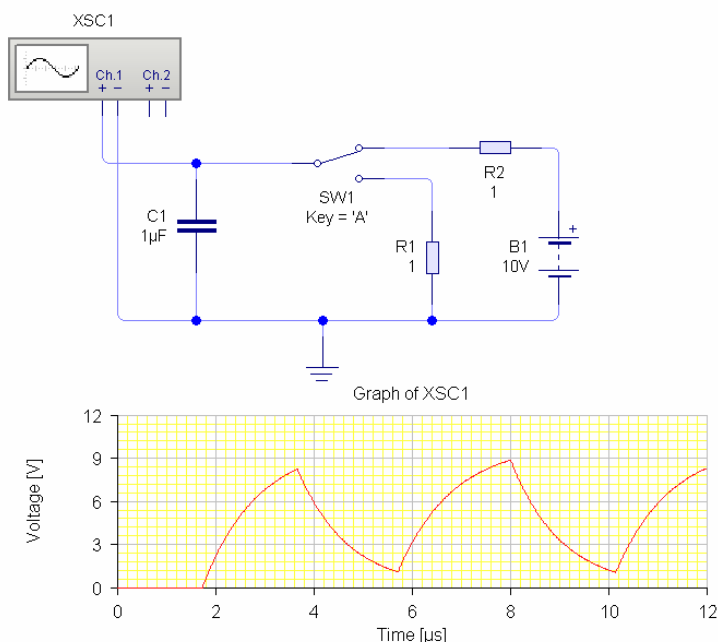 XSC1
Ch.1 Ch.2
+ − + −
R2
1
SW1
Key = 'A'
C1
1µF
R1
1
+
B1
10V
Graph of XSC1
Voltage [V]
12
9
6
3
0
0 2 4 6 8 10 12
Time [µs]